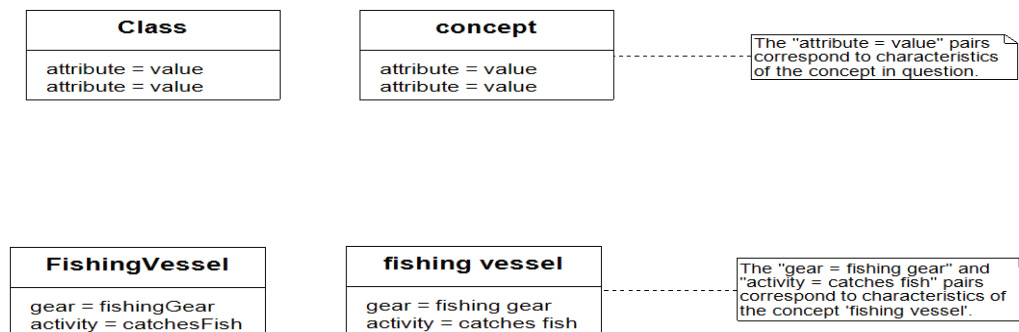 Class
attribute = value
attribute = value
concept
attribute = value
attribute = value
The "attribute = value" pairs
correspond to characteristics
of the concept in question.
FishingVessel
gear = fishingGear
activity = catchesFish
fishing vessel
gear = fishing gear
activity = catches fish
The "gear = fishing gear" and
"activity = catches fish" pairs
correspond to characteristics of
the concept 'fishing vessel'.